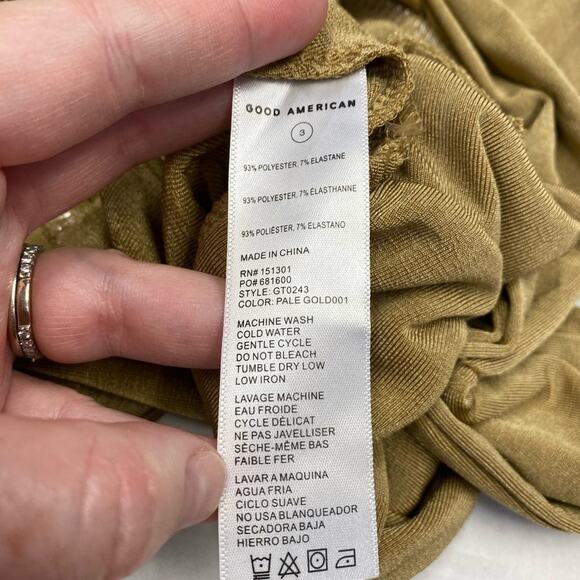 GOOD AMERICAN
3
93% POLYESTER, 7% ELASTANE
93% POLYESTER, 7% ÉLASTHANNE
93% POLIÉSTER, 7% ELASTANO
MADE IN CHINA
RN# 151301
PO# 681600
STYLE: GT0243
COLOR: PALE GOLD001
MACHINE WASH
COLD WATER
GENTLE CYCLE
DO NOT BLEACH
TUMBLE DRY LOW
LOW IRON
LAVAGE MACHINE
EAU FROIDE
CYCLE DÉLICAT
NE PAS JAVELLISER
SÈCHE-MÊME BAS
FAIBLE FER
LAVAR A MAQUINA
AGUA FRIA
CICLO SUAVE
NO USA BLANQUEADOR
SECADORA BAJA
HIERRO BAJO